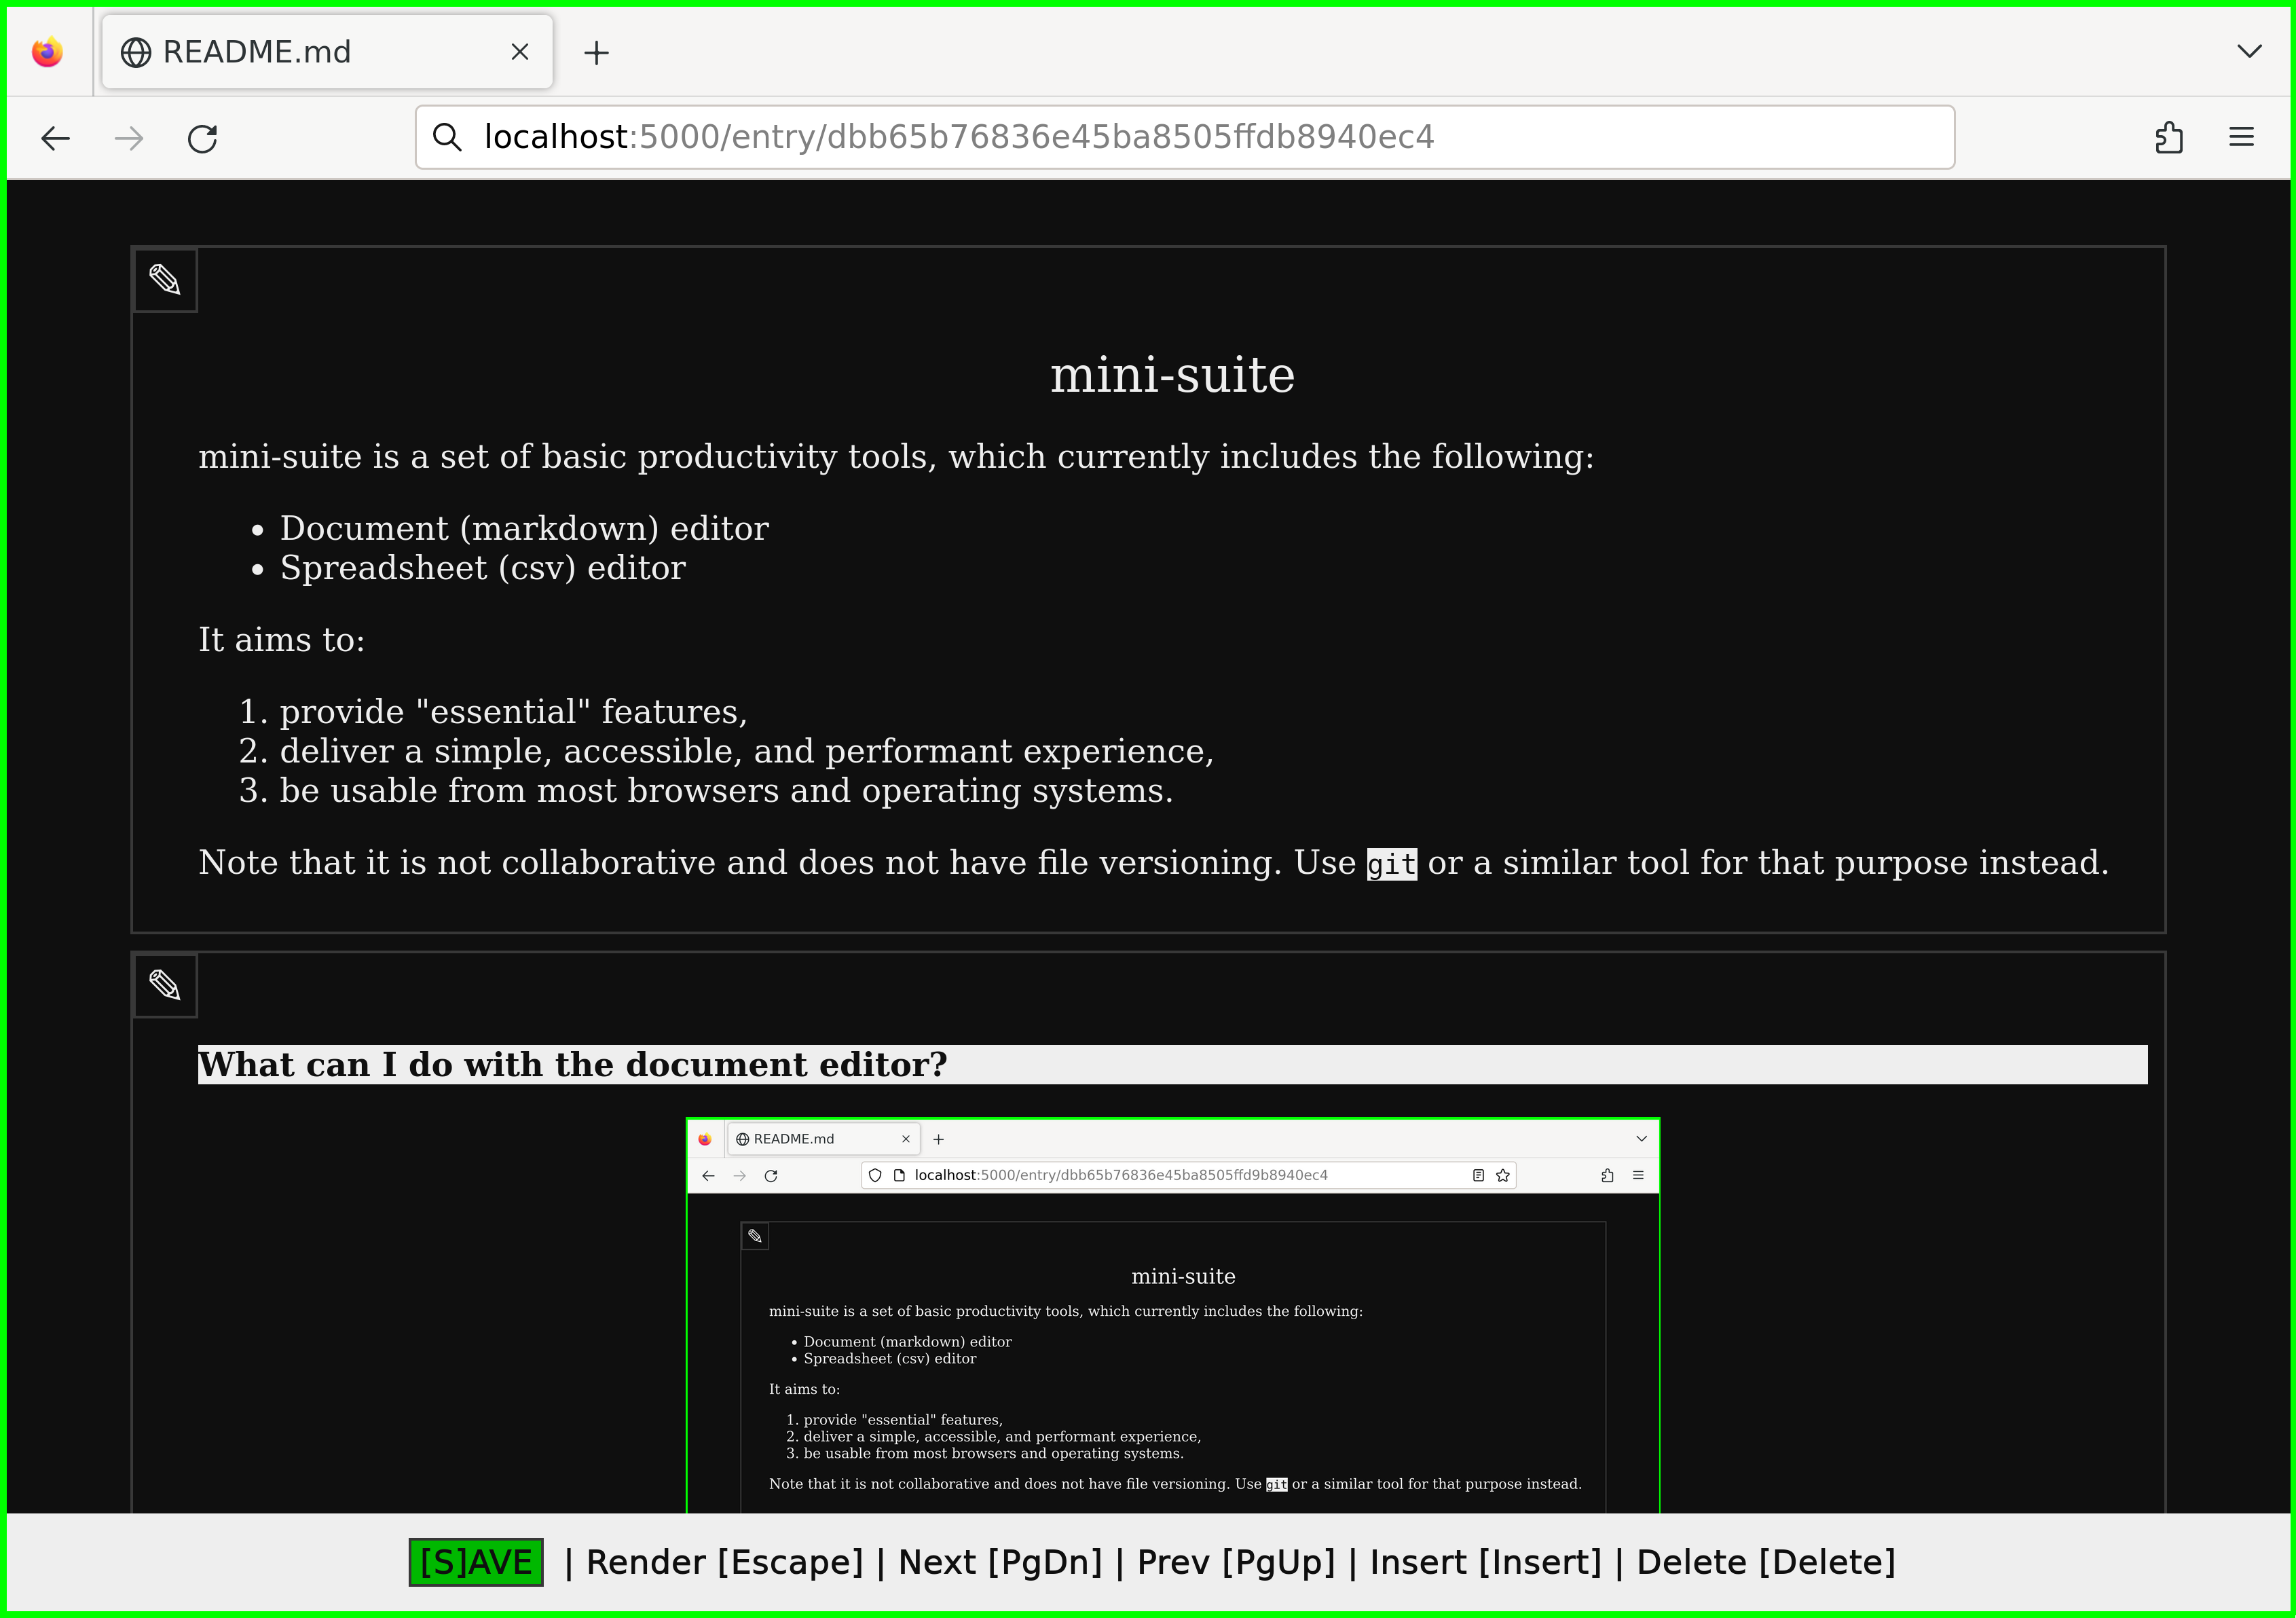 README.md
localhost:5000/entry/dbb65b76836e45ba8505ffdb8940ec4
mini-suite
mini-suite is a set of basic productivity tools, which currently includes the following:
• Document (markdown) editor
• Spreadsheet (csv) editor
It aims to:
1. provide "essential" features,
2. deliver a simple, accessible, and performant experience,
3. be usable from most browsers and operating systems.
Note that it is not collaborative and does not have file versioning. Use git or a similar tool for that purpose instead.
What can I do with the document editor?
README.md
localhost:5000/entry/dbb65b76836e45ba8505ffd9b8940ec4
mini-suite
mini-suite is a set of basic productivity tools, which currently includes the following:
• Document (markdown) editor
• Spreadsheet (csv) editor
It aims to:
1. provide "essential" features,
2. deliver a simple, accessible, and performant experience,
3. be usable from most browsers and operating systems.
Note that it is not collaborative and does not have file versioning. Use git or a similar tool for that purpose instead.
[S]AVE | Render [Escape] | Next [PgDn] | Prev [PgUp] | Insert [Insert] | Delete [Delete]